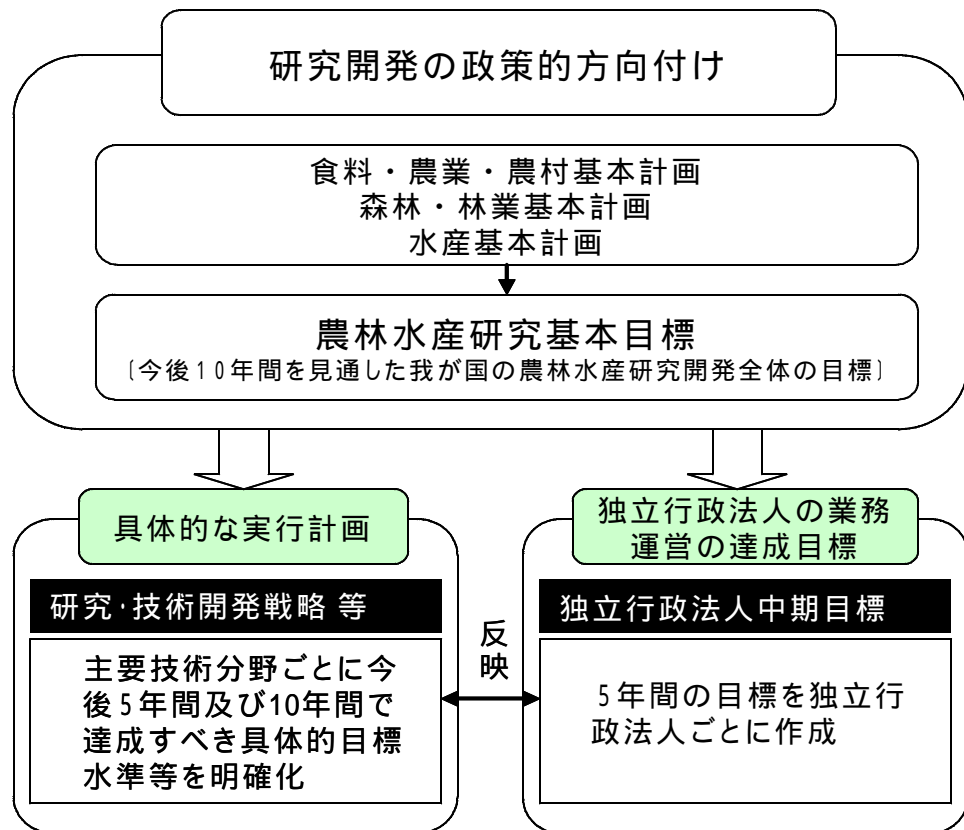 研究開発の政策的方向付け
食料・農業・農村基本計画
森林・林業基本計画
水産基本計画
農林水産研究基本目標
〔今後10年間を見通した我が国の農林水産研究開発全体の目標〕
具体的な実行計画
研究・技術開発戦略 等
主要技術分野ごとに今
後5年間及び10年間で
達成すべき具体的目標
水準等を明確化
反
映
独立行政法人の業務
運営の達成目標
独立行政法人中期目標
5年間の目標を独立行
政法人ごとに作成